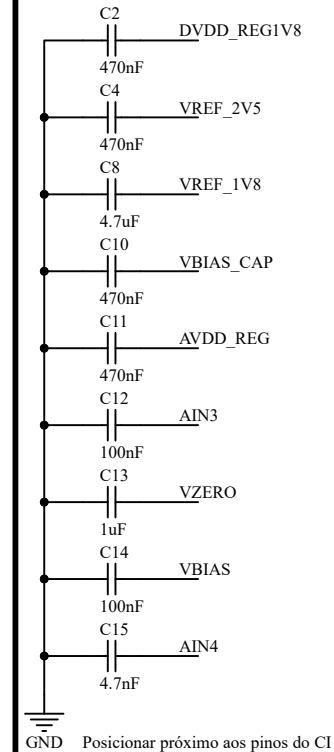 C2
DVDD_REG1V8
470nF
C4
VREF_2V5
470nF
C8
VREF_1V8
4.7uF
C10
VBIAS_CAP
470nF
C11
AVDD_REG
470nF
C12
AIN3
100nF
C13
VZERO
1uF
C14
VBIAS
100nF
C15
AIN4
4.7nF
GND Posicionar próximo aos pinos do CI